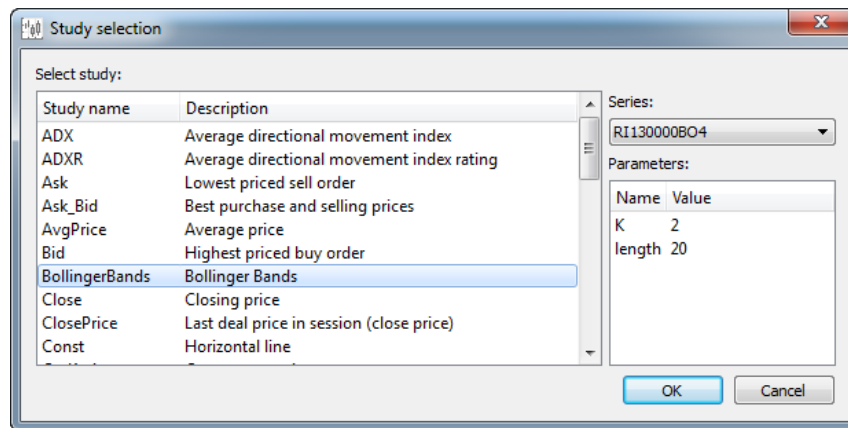 Study selection
Select study:
Study name Description
ADX Average directional movement index
ADXR Average directional movement index rating
Ask Lowest priced sell order
Ask_Bid Best purchase and selling prices
AvgPrice Average price
Bid Highest priced buy order
BollingerBands Bollinger Bands
Close Closing price
ClosePrice Last deal price in session (close price)
Const Horizontal line
Series:
RI130000BO4
Parameters:
Name Value
K 2
length 20
OK Cancel